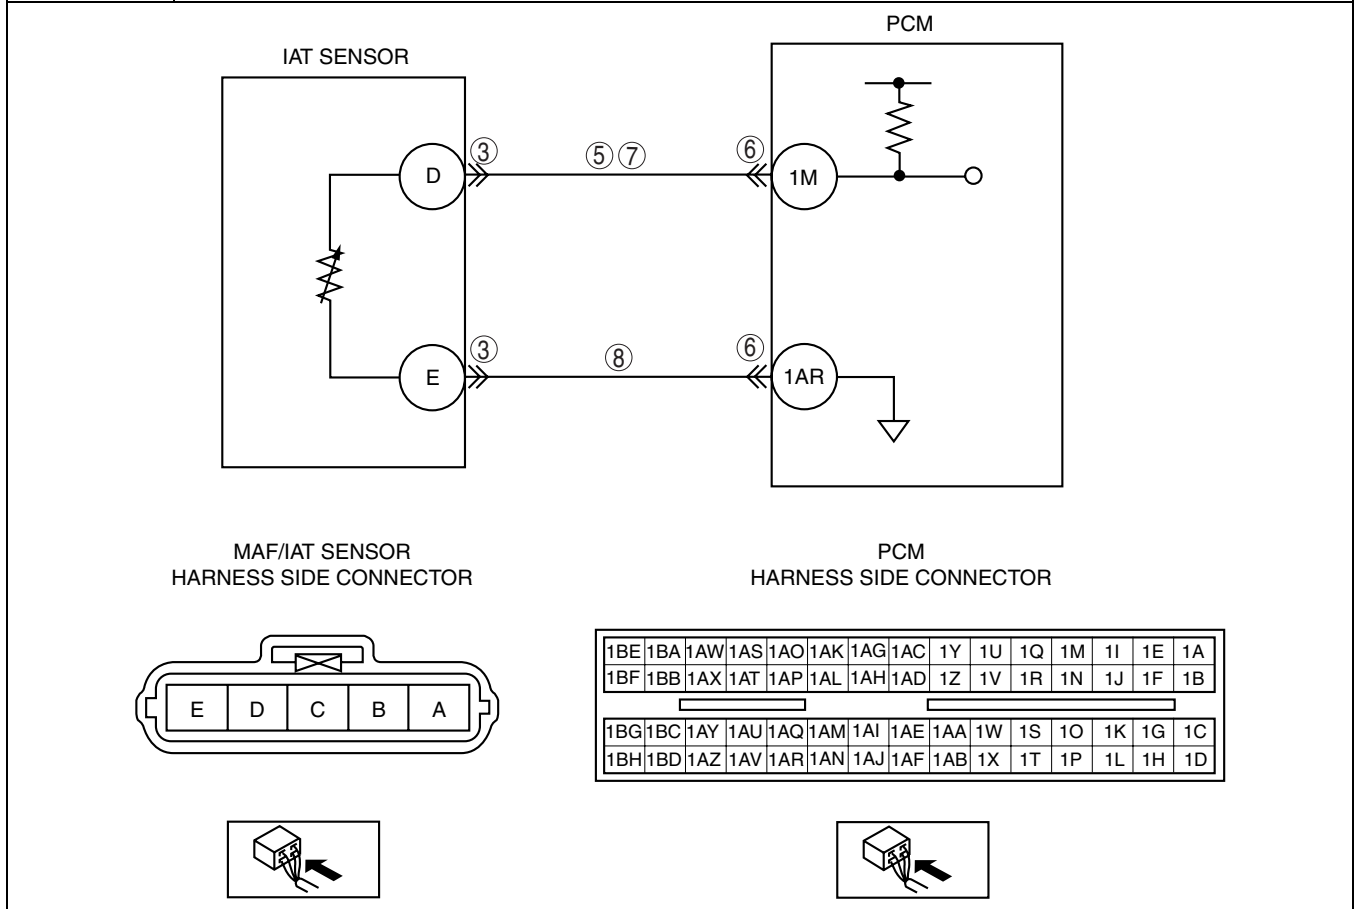 PCM
IAT SENSOR
③ ⑤⑦ ⑥
D 1M
③ ⑧ ⑥
E 1AR
MAF/IAT SENSOR
HARNESS SIDE CONNECTOR
PCM
HARNESS SIDE CONNECTOR
E D C B A
1BE 1BA 1AW 1AS 1AO 1AK 1AG 1AC 1Y 1U 1Q 1M 1I 1E 1A
1BF 1BB 1AX 1AT 1AP 1AL 1AH 1AD 1Z 1V 1R 1N 1J 1F 1B
1BG 1BC 1AY 1AU 1AQ 1AM 1AI 1AE 1AA 1W 1S 1O 1K 1G 1C
1BH 1BD 1AZ 1AV 1AR 1AN 1AJ 1AF 1AB 1X 1T 1P 1L 1H 1D